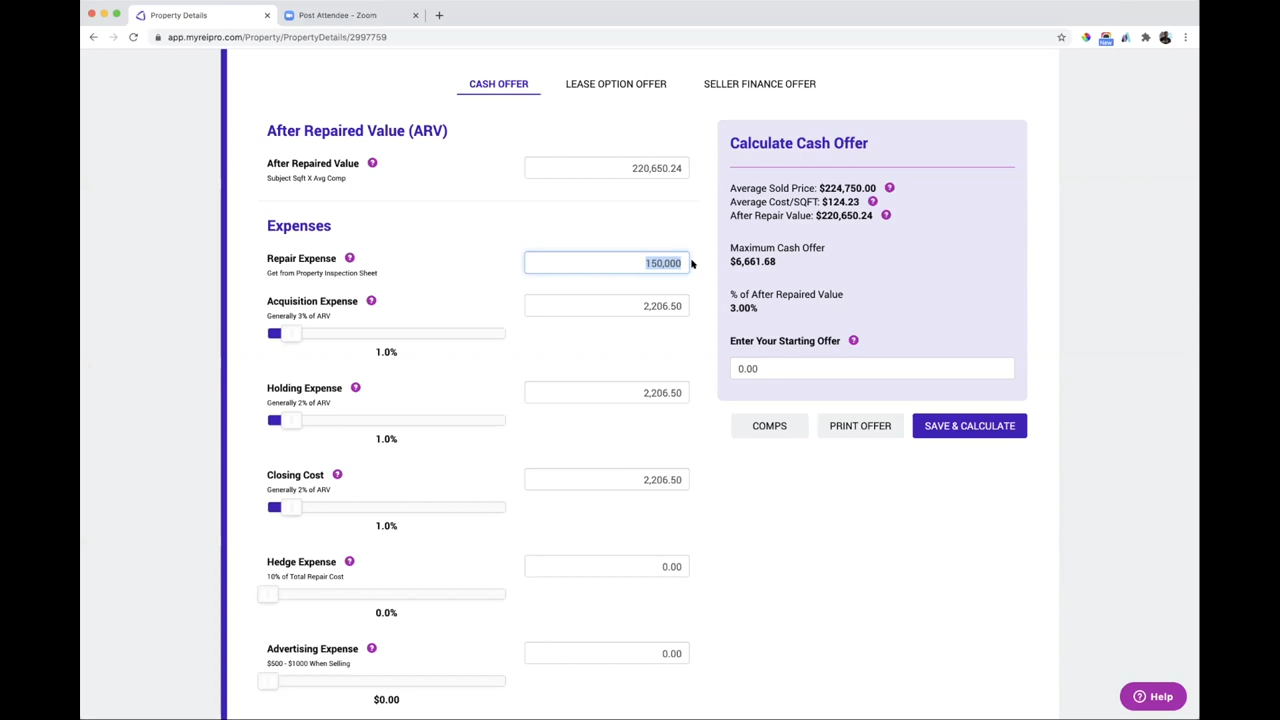 Property Details
Post Attendee - Zoom
app.myreipro.com/Property/PropertyDetails/2997759
New
CASH OFFER
LEASE OPTION OFFER
SELLER FINANCE OFFER
After Repaired Value (ARV)
After Repaired Value ?
Subject Sqft X Avg Comp
220,650.24
Expenses
Repair Expense ?
Get from Property Inspection Sheet
150,000
Acquisition Expense ?
Generally 3% of ARV
2,206.50
1.0%
Holding Expense ?
Generally 2% of ARV
2,206.50
1.0%
Closing Cost ?
Generally 2% of ARV
2,206.50
1.0%
Hedge Expense ?
10% of Total Repair Cost
0.00
0.0%
Advertising Expense ?
$500 - $1000 When Selling
0.00
$0.00
Calculate Cash Offer
Average Sold Price: $224,750.00 ?
Average Cost/SQFT: $124.23 ?
After Repair Value: $220,650.24 ?
Maximum Cash Offer
$6,661.68
% of After Repaired Value
3.00%
Enter Your Starting Offer ?
0.00
COMPS
PRINT OFFER
SAVE & CALCULATE
? Help